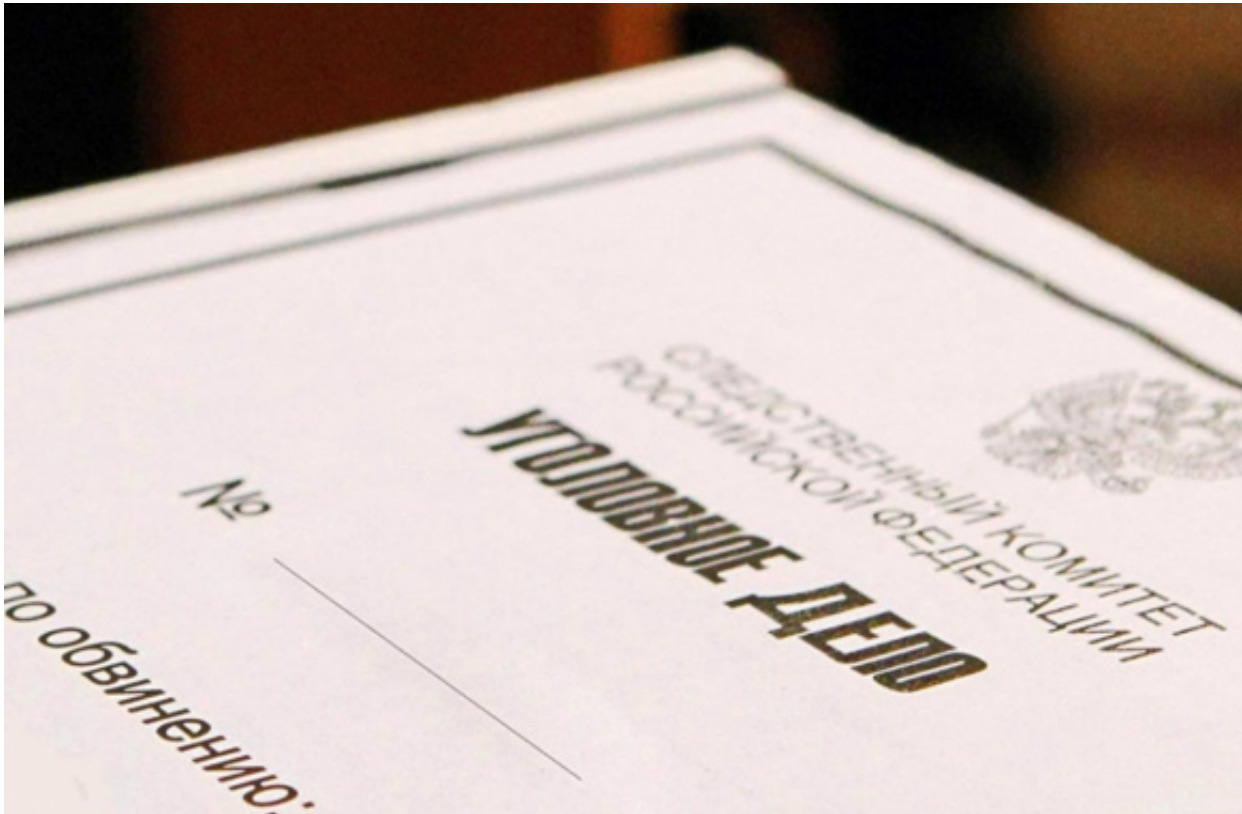 СЛЕДСТВЕННЫЙ КОМИТЕТ
РОССИЙСКОЙ ФЕДЕРАЦИИ
УГОЛОВНОЕ ДЕЛО
№
по обвинению: